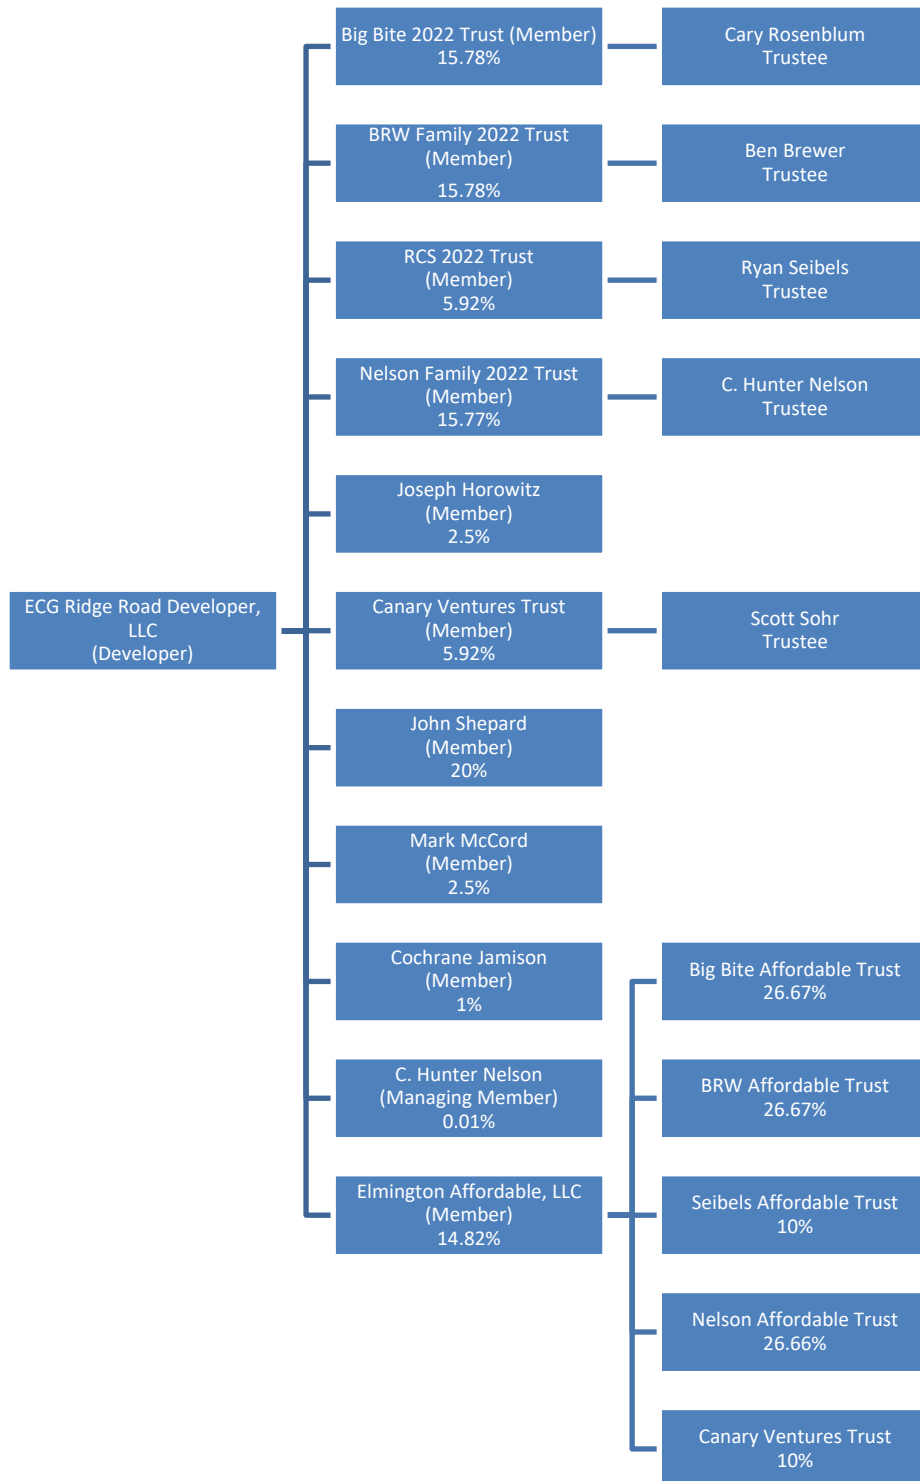 Big Bite 2022 Trust (Member)
15.78%
Cary Rosenblum
Trustee
BRW Family 2022 Trust
(Member)
15.78%
Ben Brewer
Trustee
RCS 2022 Trust
(Member)
5.92%
Ryan Seibels
Trustee
Nelson Family 2022 Trust
(Member)
15.77%
C. Hunter Nelson
Trustee
Joseph Horowitz
(Member)
2.5%
ECG Ridge Road Developer,
LLC
(Developer)
Canary Ventures Trust
(Member)
5.92%
Scott Sohr
Trustee
John Shepard
(Member)
20%
Mark McCord
(Member)
2.5%
Cochrane Jamison
(Member)
1%
C. Hunter Nelson
(Managing Member)
0.01%
Elmington Affordable, LLC
(Member)
14.82%
Big Bite Affordable Trust
26.67%
BRW Affordable Trust
26.67%
Seibels Affordable Trust
10%
Nelson Affordable Trust
26.66%
Canary Ventures Trust
10%